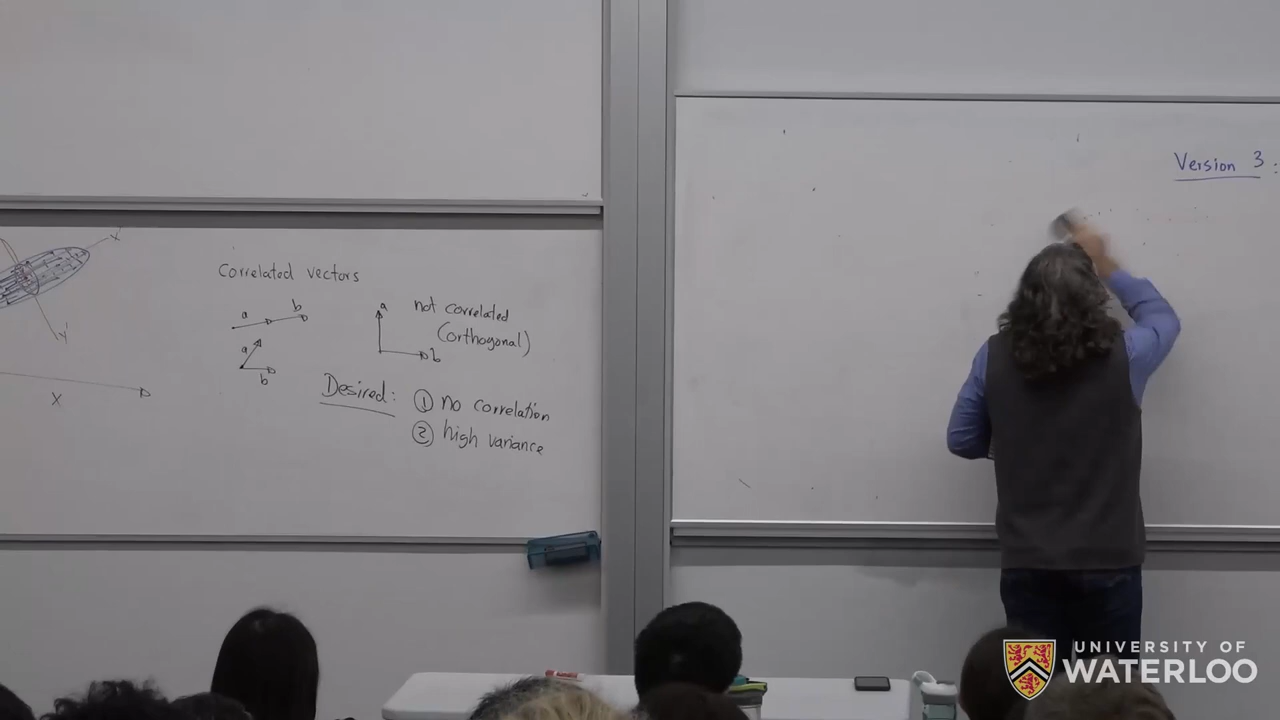 X'
Y'
X
Correlated vectors
a b
a
b
a
b
not correlated
(orthogonal)
Desired: ① no correlation
② high variance
Version 3 :
UNIVERSITY OF
WATERLOO